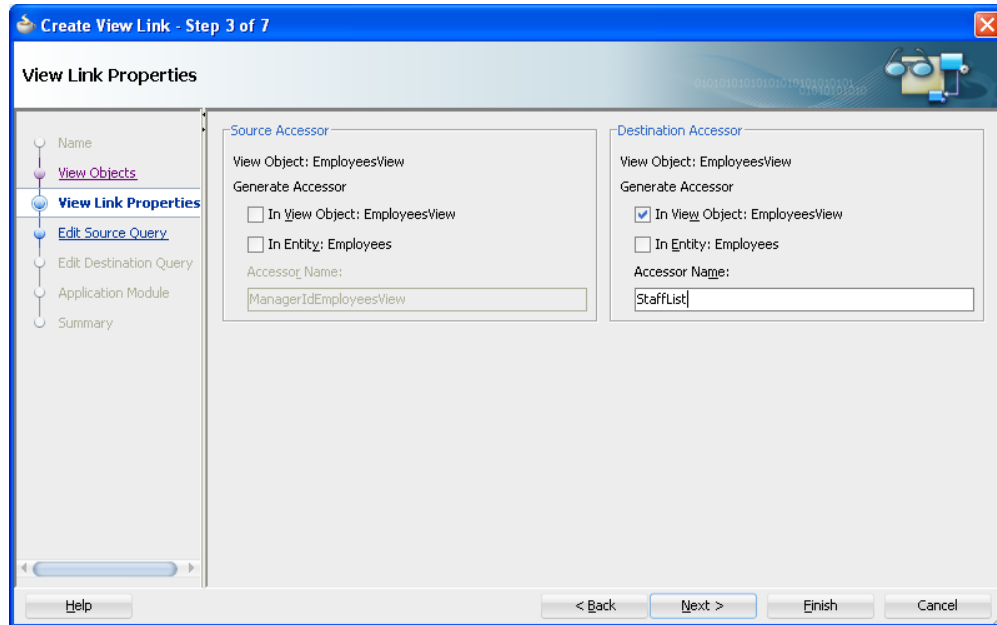 Create View Link - Step 3 of 7
View Link Properties
Name
View Objects
View Link Properties
Edit Source Query
Edit Destination Query
Application Module
Summary
Source Accessor
View Object: EmployeesView
Generate Accessor
In View Object: EmployeesView
In Entity: Employees
Accessor Name:
ManagerIdEmployeesView
Destination Accessor
View Object: EmployeesView
Generate Accessor
In View Object: EmployeesView
In Entity: Employees
Accessor Name:
StaffList
Help
< Back
Next >
Finish
Cancel